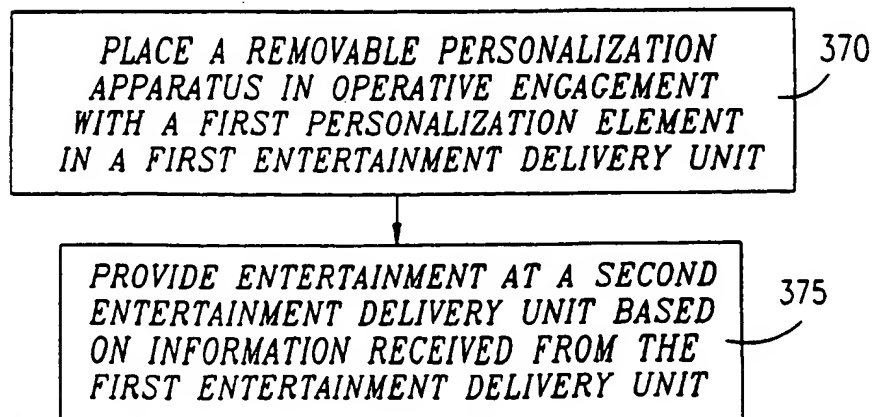 PLACE A REMOVABLE PERSONALIZATION
APPARATUS IN OPERATIVE ENGAGEMENT
WITH A FIRST PERSONALIZATION ELEMENT
IN A FIRST ENTERTAINMENT DELIVERY UNIT
370
PROVIDE ENTERTAINMENT AT A SECOND
ENTERTAINMENT DELIVERY UNIT BASED
ON INFORMATION RECEIVED FROM THE
FIRST ENTERTAINMENT DELIVERY UNIT
375